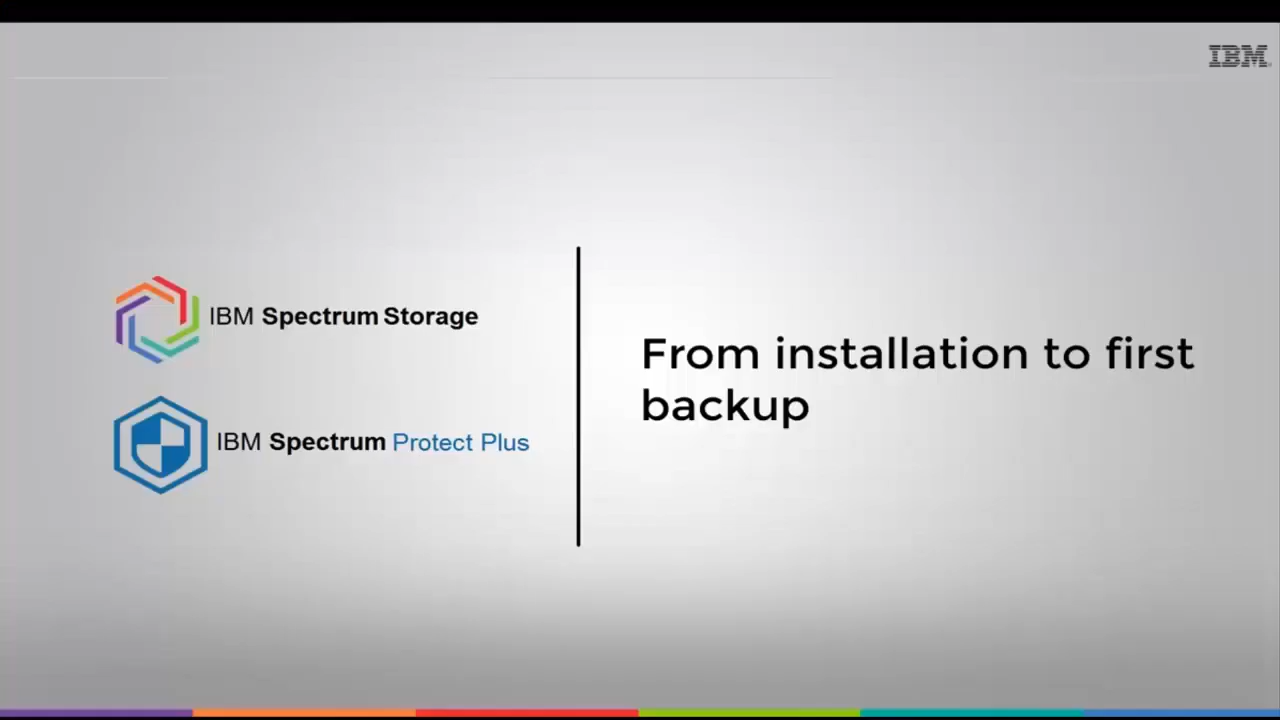 IBM
IBM Spectrum Storage
IBM Spectrum Protect Plus
From installation to first
backup